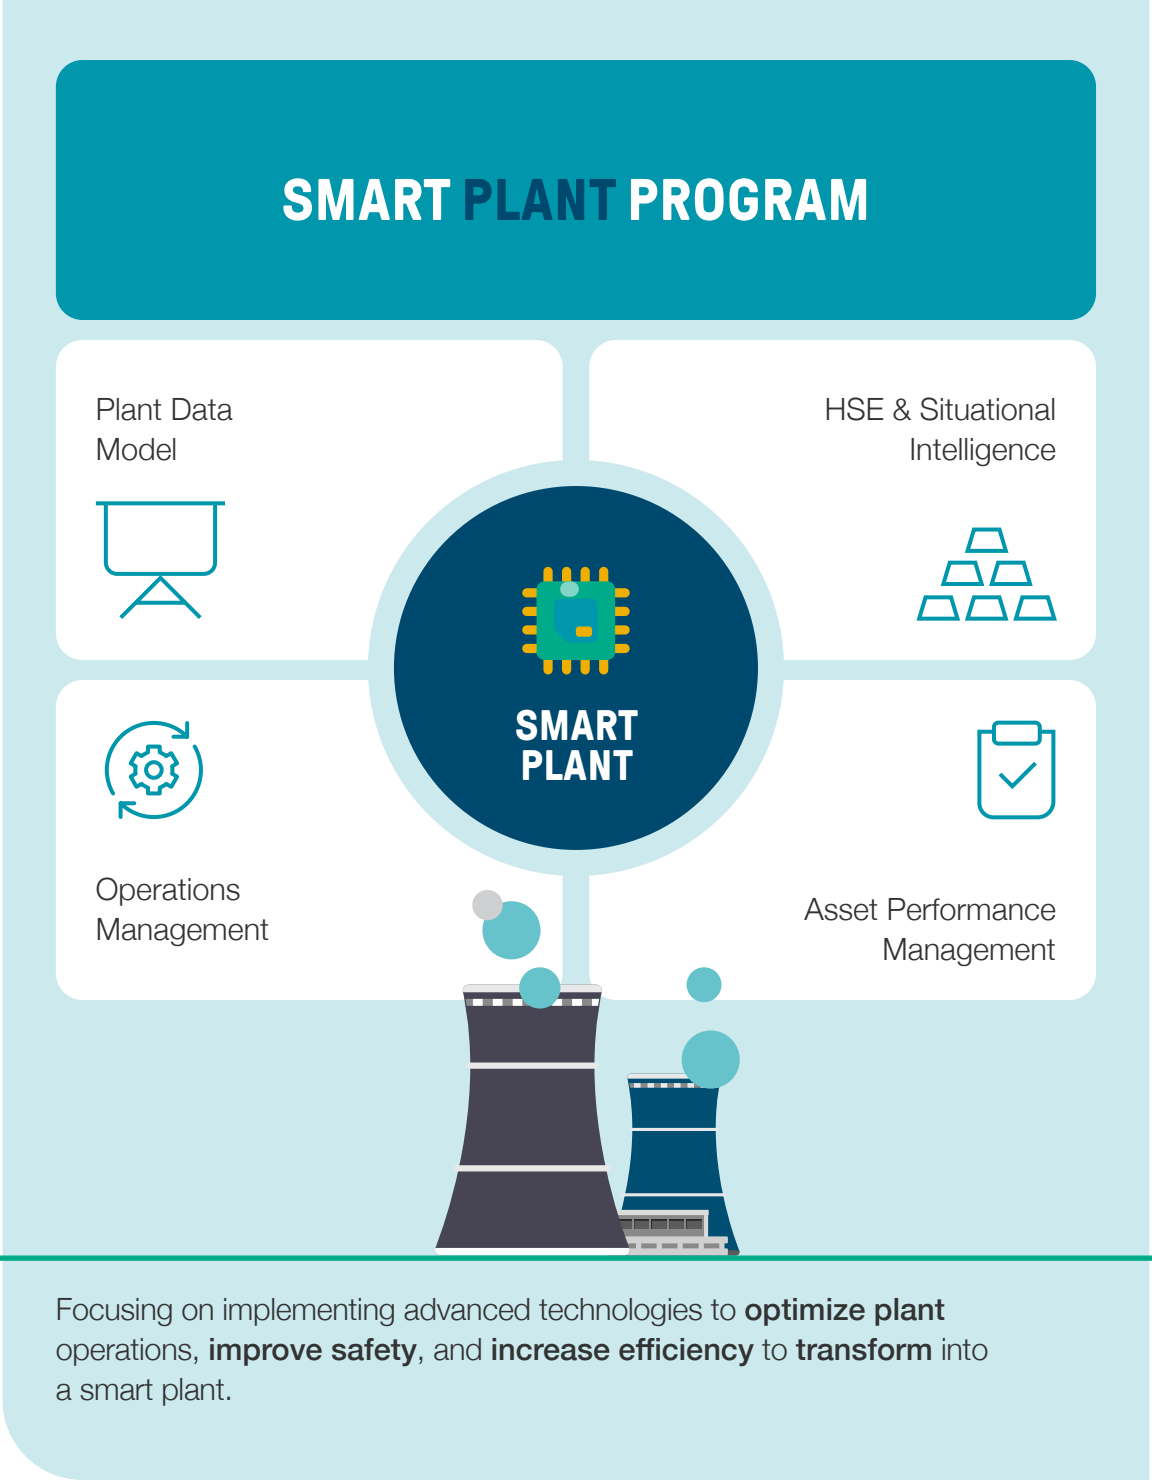 SMART PLANT PROGRAM
Plant Data
Model
HSE & Situational
Intelligence
SMART
PLANT
Operations
Management
Asset Performance
Management
Focusing on implementing advanced technologies to optimize plant
operations, improve safety, and increase efficiency to transform into
a smart plant.